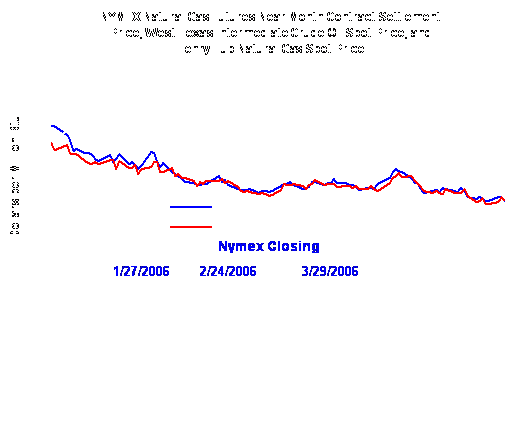 NYMEX Natural Gas Futures Near Month Contract Settlement
Price, West Texas Intermediate Crude Oil Spot Price, and
Henry Hub Natural Gas Spot Price
Nymex Closing
1/27/2006 2/24/2006 3/29/2006